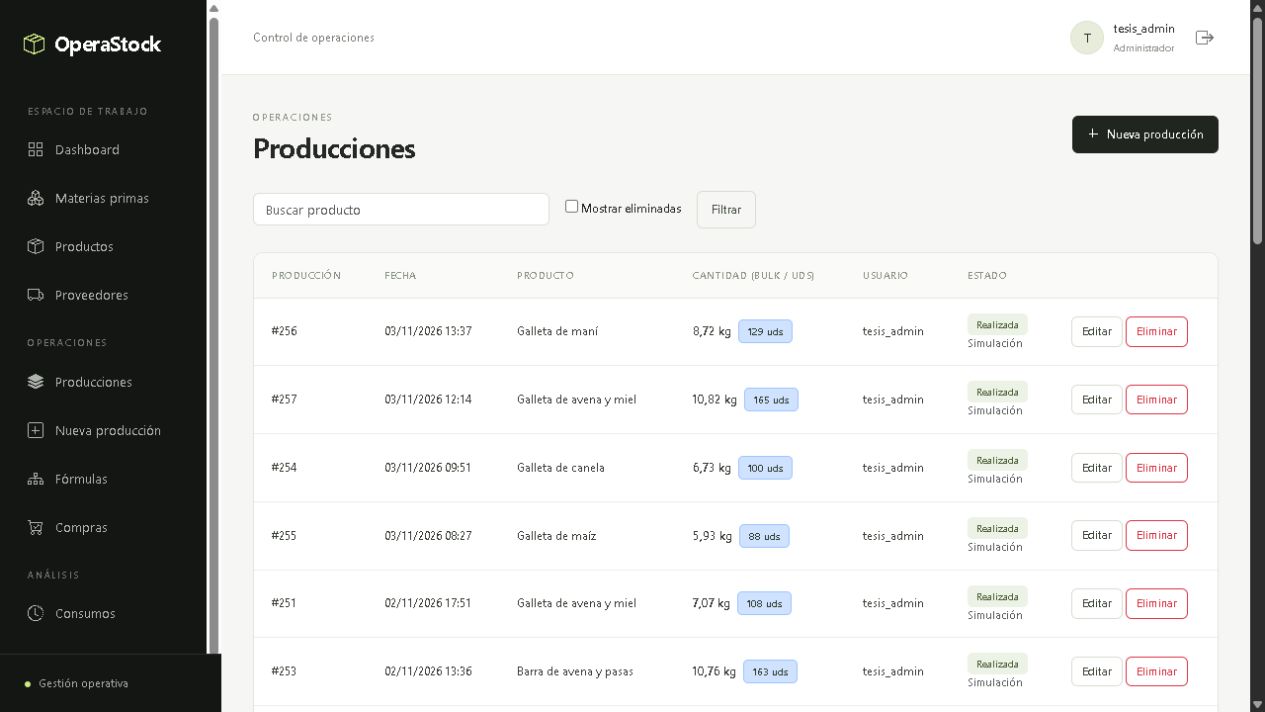 OperaStock
ESPACIO DE TRABAJO
Dashboard
Materias primas
Productos
Proveedores
OPERACIONES
Producciones
Nueva producción
Fórmulas
Compras
ANÁLISIS
Consumos
Gestión operativa
Control de operaciones
T
tesis_admin
Administrador
OPERACIONES
Producciones
+ Nueva producción
Buscar producto
Mostrar eliminadas
Filtrar
PRODUCCIÓN FECHA PRODUCTO CANTIDAD (BULK / UDS) USUARIO ESTADO
#256 03/11/2026 13:37 Galleta de maní 8,72 kg 129 uds tesis_admin Realizada Simulación Editar Eliminar
#257 03/11/2026 12:14 Galleta de avena y miel 10,82 kg 165 uds tesis_admin Realizada Simulación Editar Eliminar
#254 03/11/2026 09:51 Galleta de canela 6,73 kg 100 uds tesis_admin Realizada Simulación Editar Eliminar
#255 03/11/2026 08:27 Galleta de maíz 5,93 kg 88 uds tesis_admin Realizada Simulación Editar Eliminar
#251 02/11/2026 17:51 Galleta de avena y miel 7,07 kg 108 uds tesis_admin Realizada Simulación Editar Eliminar
#253 02/11/2026 13:36 Barra de avena y pasas 10,76 kg 163 uds tesis_admin Realizada Simulación Editar Eliminar